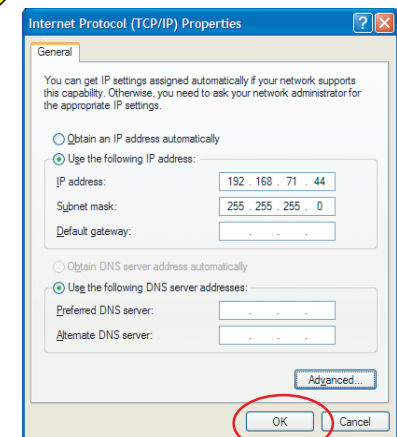 Internet Protocol (TCP/IP) Properties
General
You can get IP settings assigned automatically if your network supports
this capability. Otherwise, you need to ask your network administrator for
the appropriate IP settings.
Obtain an IP address automatically
Use the following IP address:
IP address: 192 . 168 . 71 . 44
Subnet mask: 255 . 255 . 255 . 0
Default gateway: . . .
Obtain DNS server address automatically
Use the following DNS server addresses:
Preferred DNS server: . . .
Alternate DNS server: . . .
Advanced...
OK Cancel